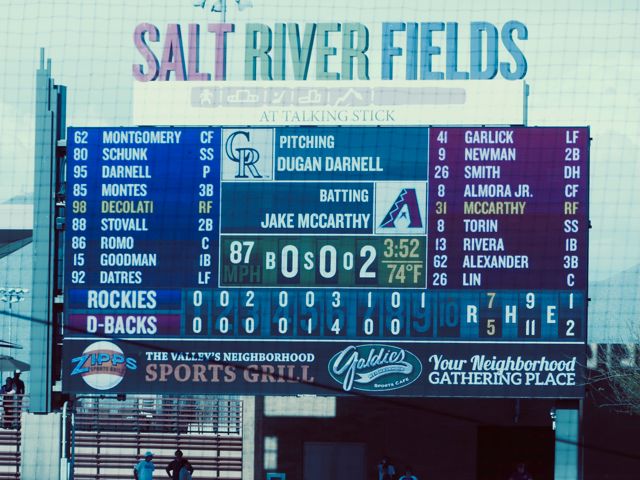 SALT RIVER FIELDS
AT TALKING STICK
62 MONTGOMERY CF
80 SCHUNK SS
95 DARNELL P
85 MONTES 3B
98 DECOLATI RF
88 STOVALL 2B
86 ROMO C
15 GOODMAN 1B
92 DATRES LF
CR
PITCHING
DUGAN DARNELL
BATTING
JAKE MCCARTHY
A
87 MPH B 0 S 0 O 2 3:52 74°F
41 GARLICK LF
9 NEWMAN 2B
26 SMITH DH
8 ALMORA JR. CF
31 MCCARTHY RF
8 TORIN SS
13 RIVERA 1B
62 ALEXANDER 3B
26 LIN C
1 2 3 4 5 6 7 8 9 10 R H E
ROCKIES 0 0 2 0 0 3 1 0 1 7 9 1
D-BACKS 0 0 0 0 1 4 0 0 5 11 2
ZIPPS
THE VALLEY'S NEIGHBORHOOD
SPORTS GRILL
Goldies
NEIGHBORHOOD
SPORTS CAFE
Your Neighborhood
GATHERING PLACE